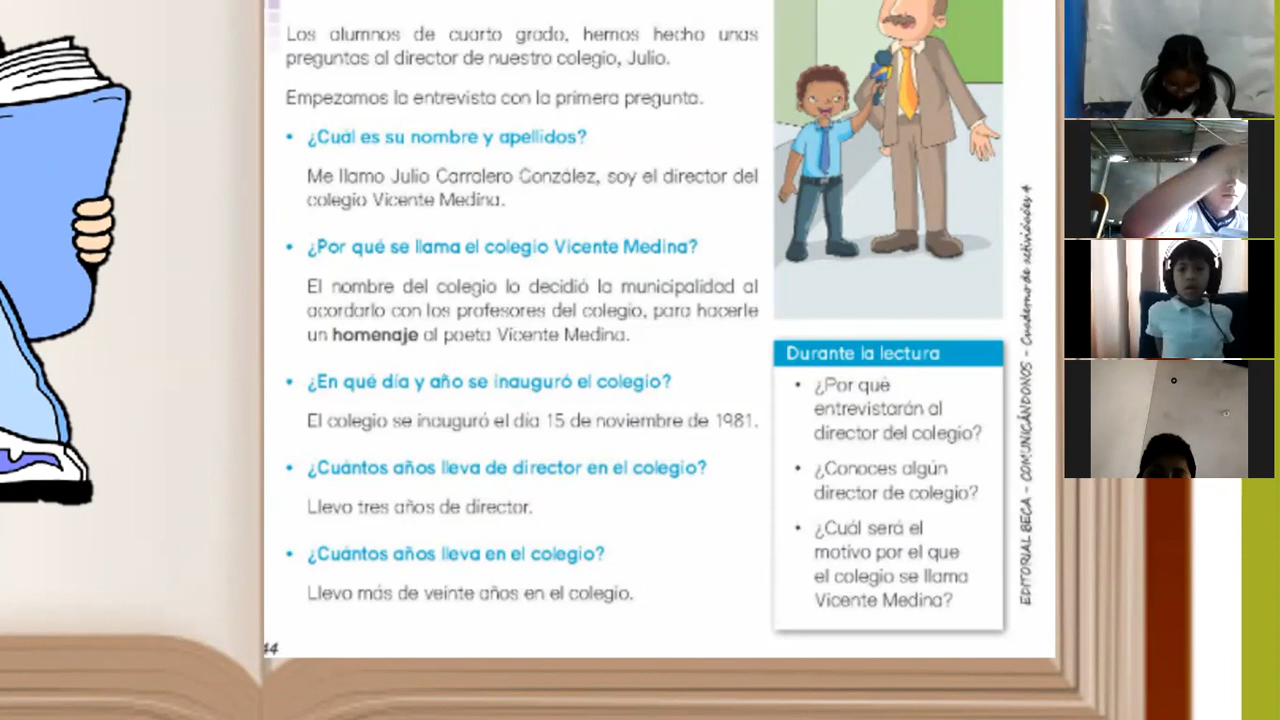 Los alumnos de cuarto grado, hemos hecho unas
preguntas al director de nuestro colegio, Julio.
Empezamos la entrevista con la primera pregunta.
• ¿Cuál es su nombre y apellidos?
Me llamo Julio Carralero González, soy el director del
colegio Vicente Medina.
• ¿Por qué se llama el colegio Vicente Medina?
El nombre del colegio lo decidió la municipalidad al
acordarlo con los profesores del colegio, para hacerle
un homenaje al poeta Vicente Medina.
• ¿En qué día y año se inauguró el colegio?
El colegio se inauguró el día 15 de noviembre de 1981.
• ¿Cuántos años lleva de director en el colegio?
Llevo tres años de director.
• ¿Cuántos años lleva en el colegio?
Llevo más de veinte años en el colegio.
44
Durante la lectura
• ¿Por qué
entrevistarán al
director del colegio?
• ¿Conoces algún
director de colegio?
• ¿Cuál será el
motivo por el que
el colegio se llama
Vicente Medina?
EDITORIAL BECA - COMUNICÁNDONOS - Cuaderno de actividades 4